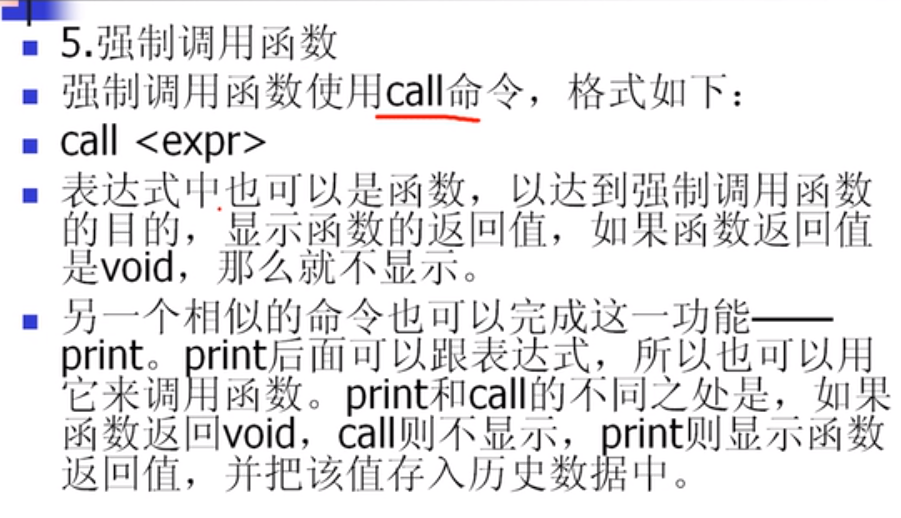 5.强制调用函数
强制调用函数使用call命令，格式如下：
call <expr>
表达式中也可以是函数，以达到强制调用函数
的目的，显示函数的返回值，如果函数返回值
是void，那么就不显示。
另一个相似的命令也可以完成这一功能——
print。print后面可以跟表达式，所以也可以用
它来调用函数。print和call的不同之处是，如果
函数返回void，call则不显示，print则显示函数
返回值，并把该值存入历史数据中。